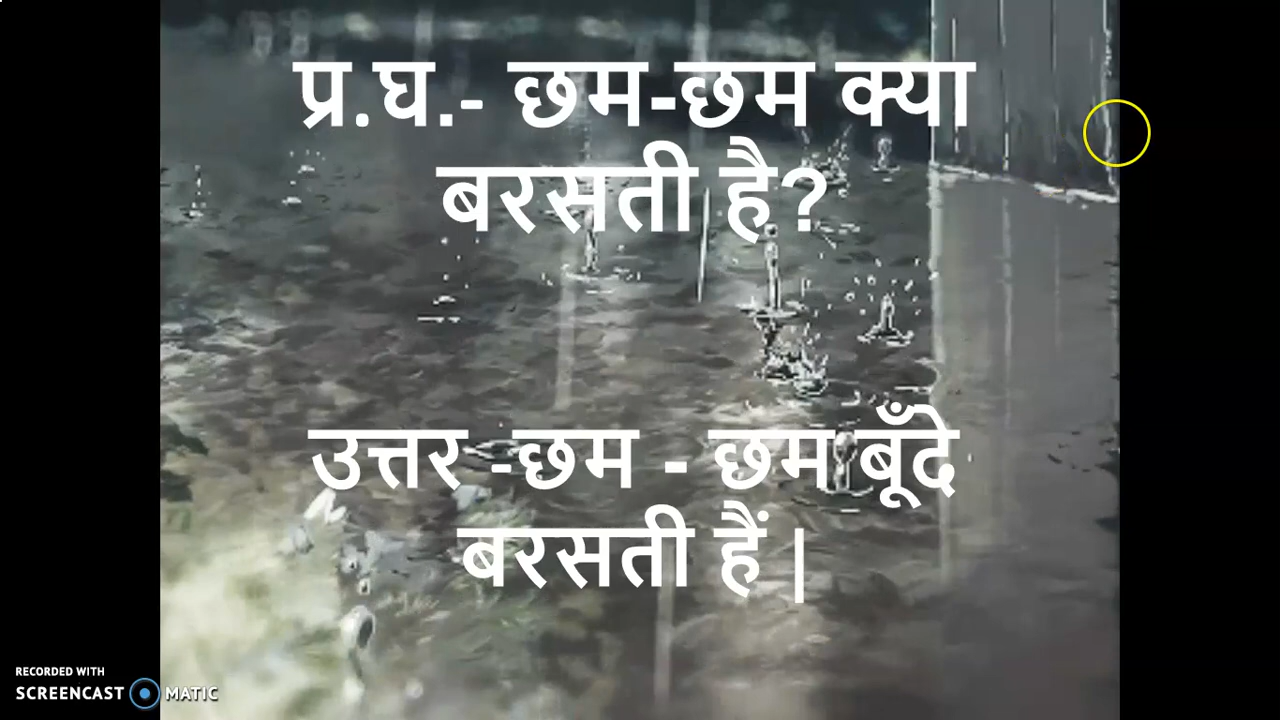 प्र.घ.- छम-छम क्या
बरसती है?
उत्तर -छम - छम बूँदे
बरसती हैं |
RECORDED WITH
SCREENCAST MATIC